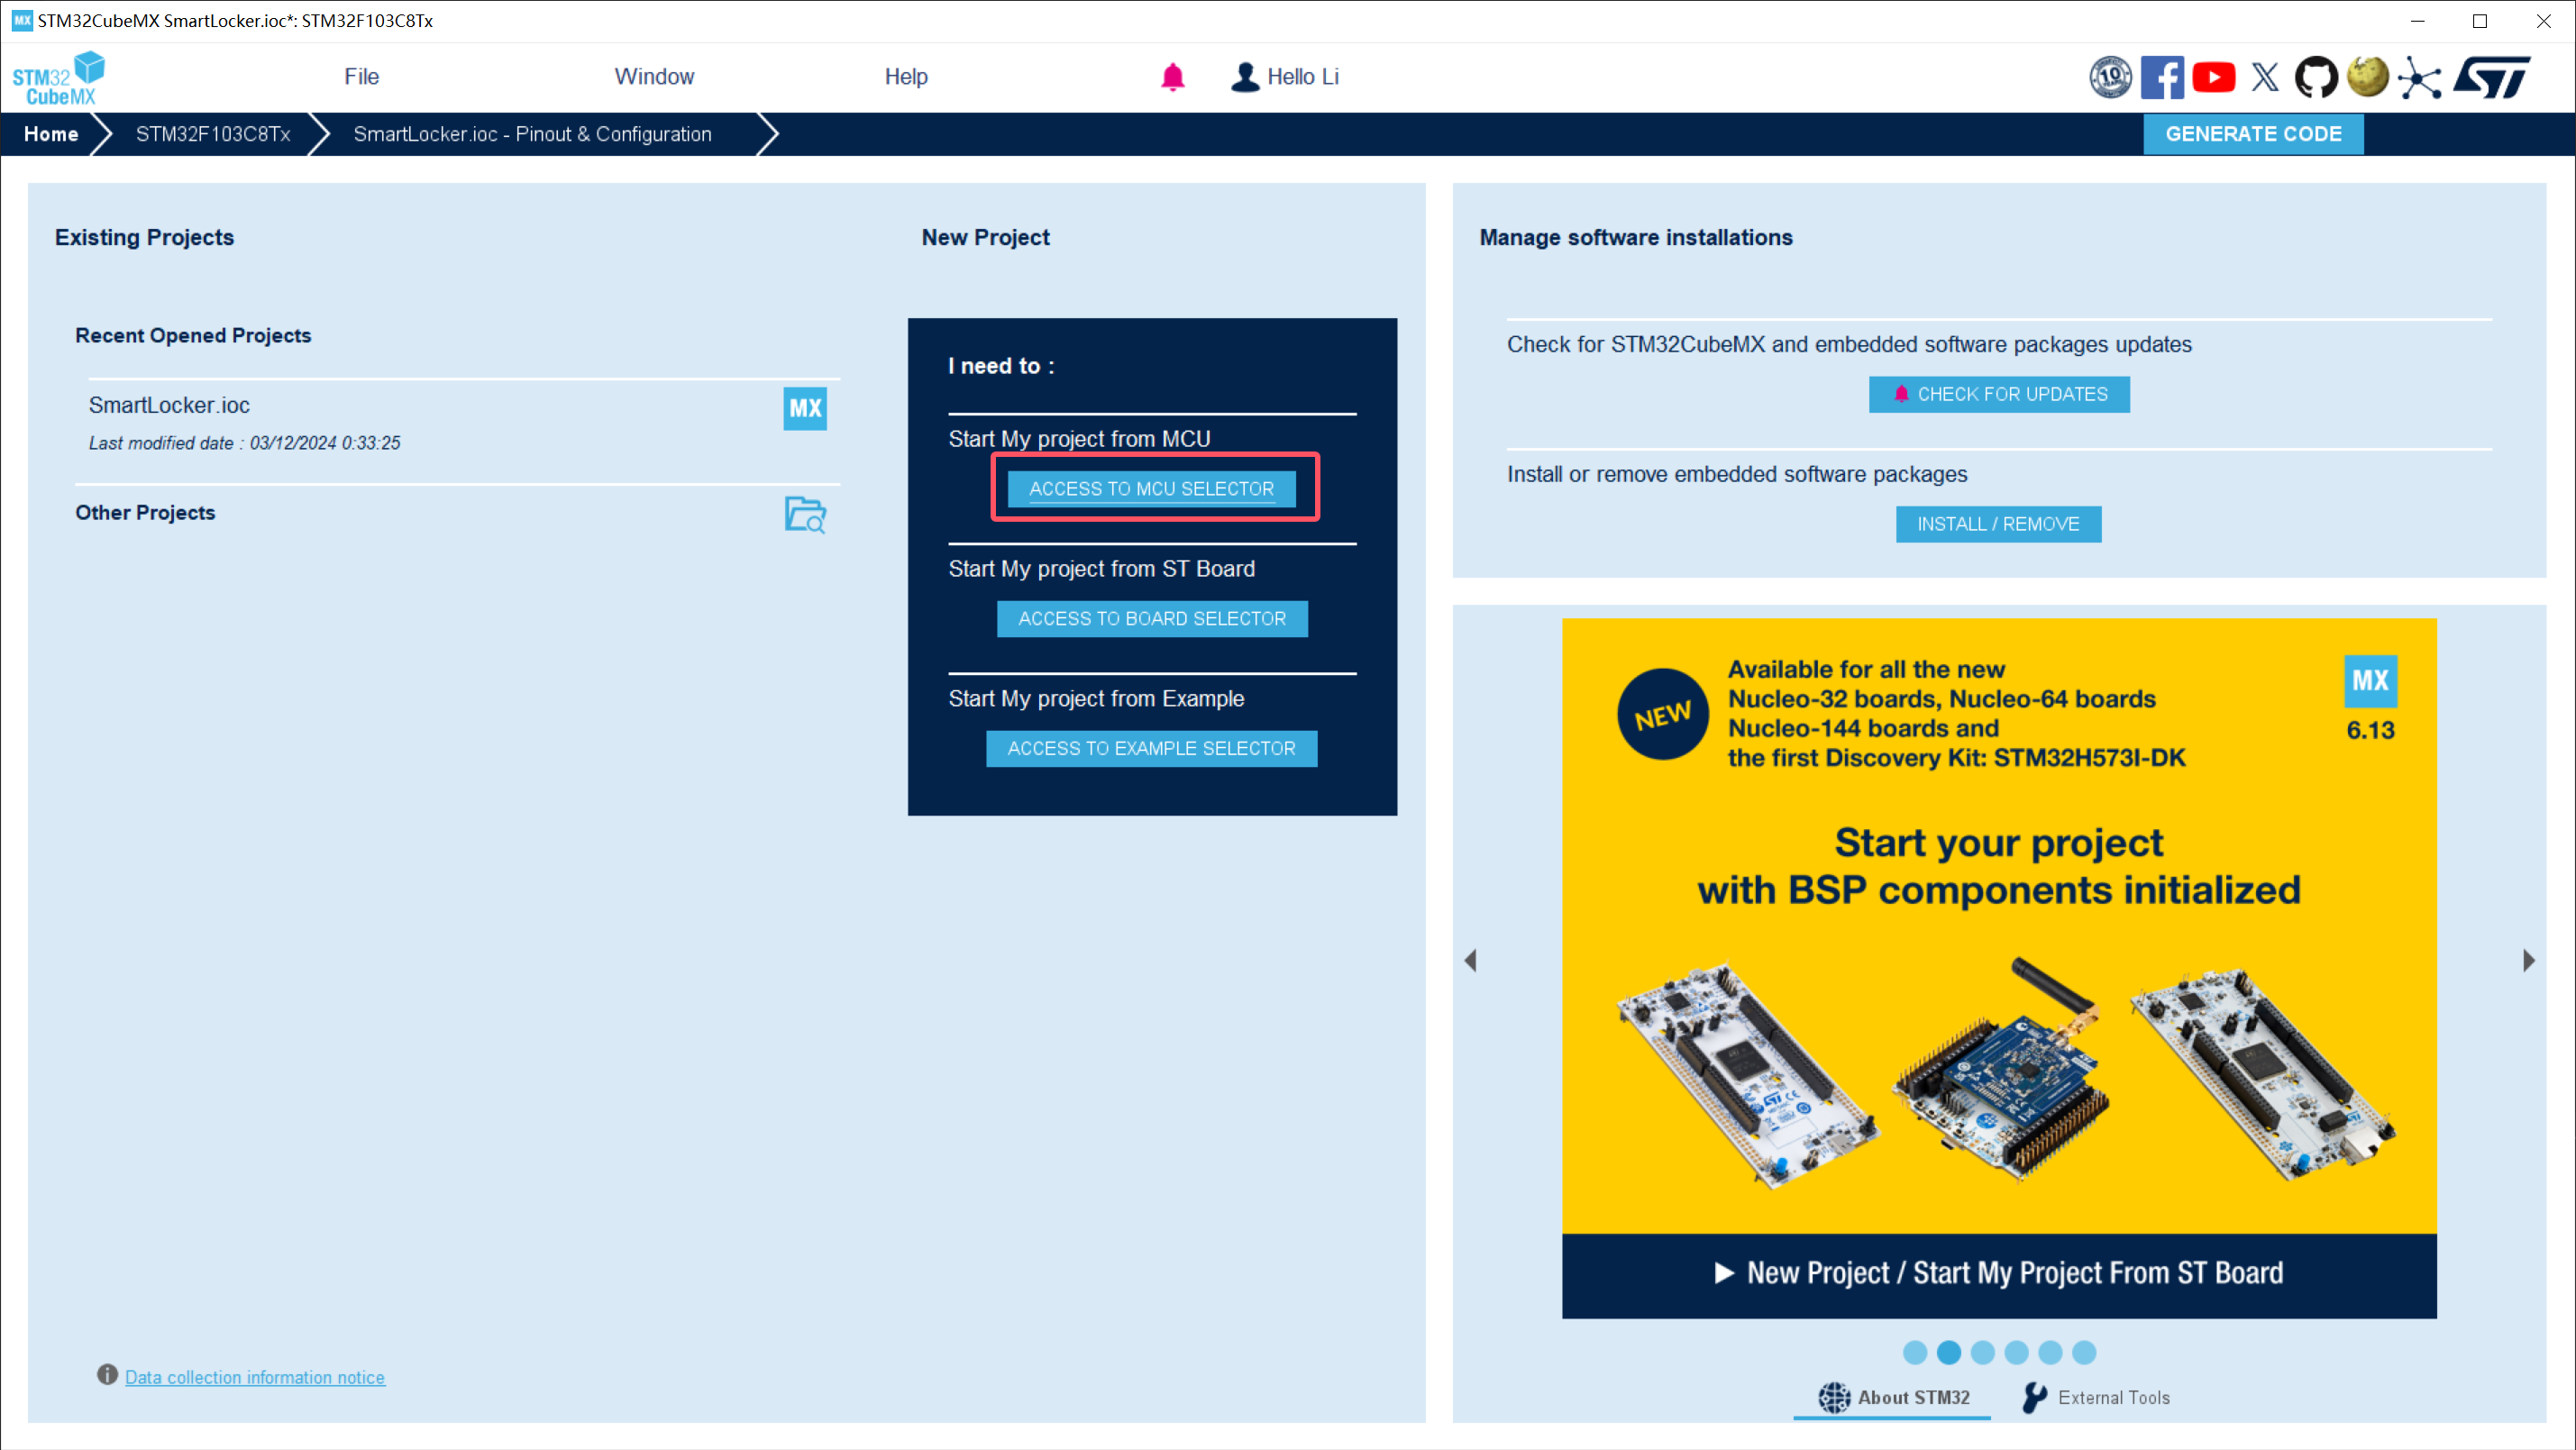 MX STM32CubeMX SmartLocker.ioc*: STM32F103C8Tx
STM32
CubeMX
File
Window
Help
Hello Li
10
ST
Home
STM32F103C8Tx
SmartLocker.ioc - Pinout & Configuration
GENERATE CODE
Existing Projects
Recent Opened Projects
SmartLocker.ioc
MX
Last modified date : 03/12/2024 0:33:25
Other Projects
Data collection information notice
New Project
I need to :
Start My project from MCU
ACCESS TO MCU SELECTOR
Start My project from ST Board
ACCESS TO BOARD SELECTOR
Start My project from Example
ACCESS TO EXAMPLE SELECTOR
Manage software installations
Check for STM32CubeMX and embedded software packages updates
CHECK FOR UPDATES
Install or remove embedded software packages
INSTALL / REMOVE
NEW
Available for all the new
Nucleo-32 boards, Nucleo-64 boards
Nucleo-144 boards and
the first Discovery Kit: STM32H573I-DK
MX
6.13
Start your project
with BSP components initialized
New Project / Start My Project From ST Board
About STM32
External Tools